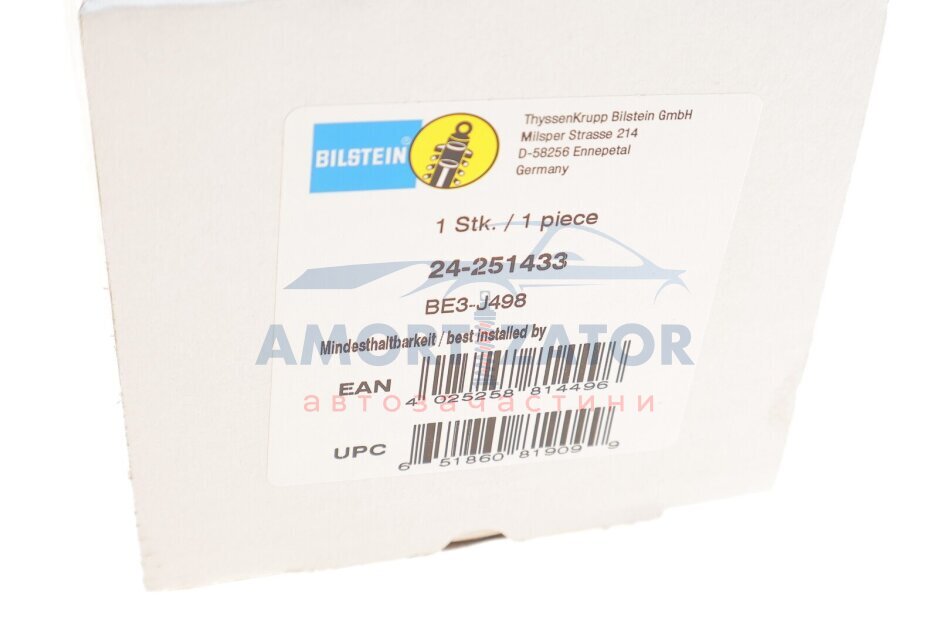 BILSTEIN®
ThyssenKrupp Bilstein GmbH
Milsper Strasse 214
D-58256 Ennepetal
Germany
1 Stk. / 1 piece
24-251433
BE3-J498
Mindesthaltbarkeit / best installed by
AMORTIZATOR
EAN
4 025258 814496
автозачастини
UPC
6 51860 81909 9